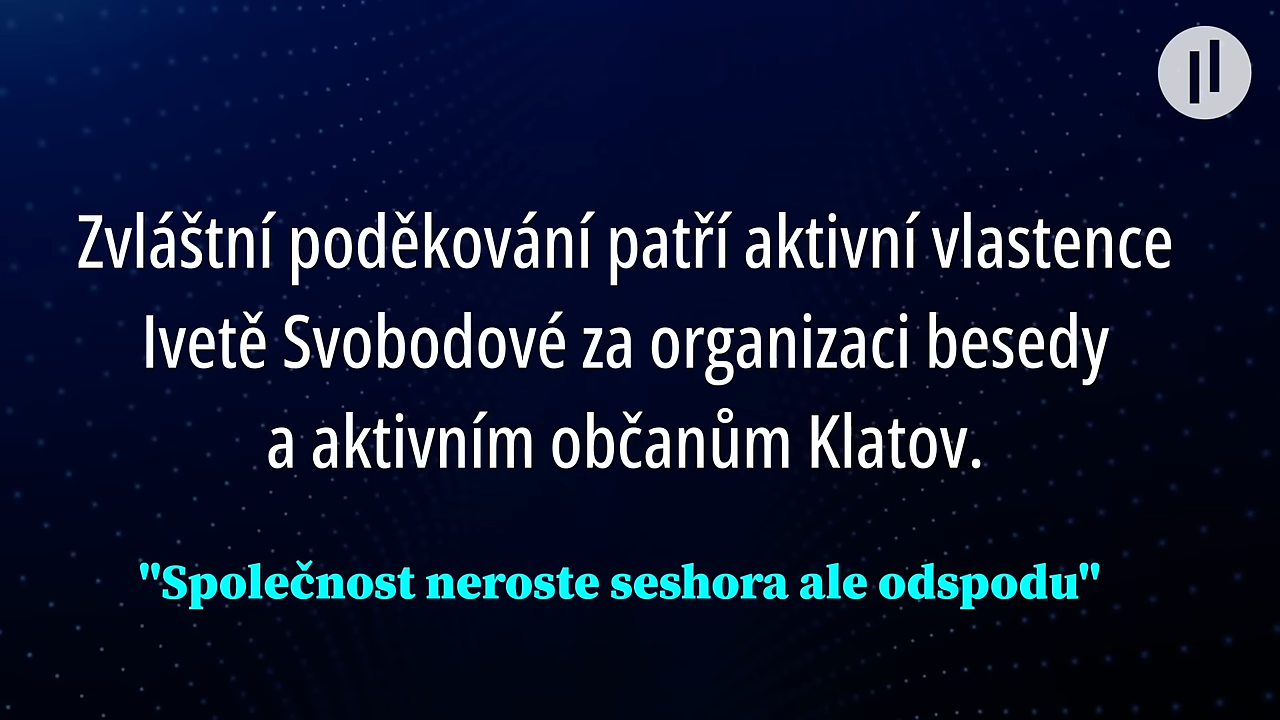 Zvláštní poděkování patří aktivní vlastence
Ivetě Svobodové za organizaci besedy
a aktivním občanům Klatov.
"Společnost neroste seshora ale odspodu"